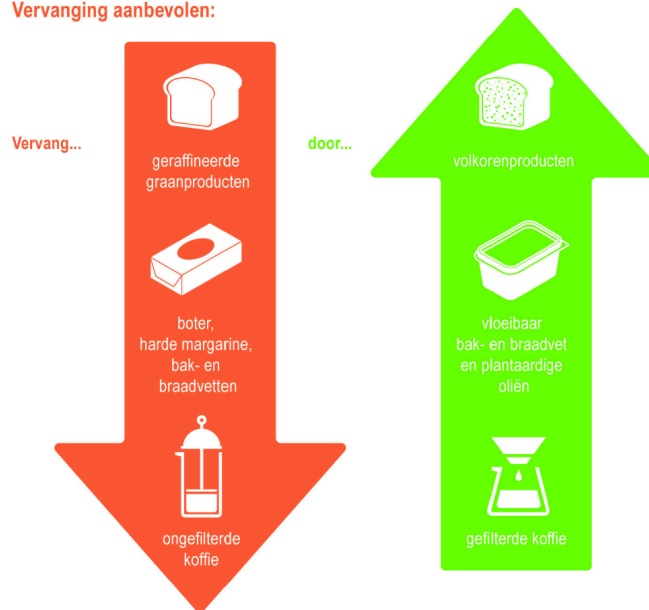 Vervanging aanbevolen:
Vervang...
geraffineerde
graanproducten
door...
volkorenproducten
boter,
harde margarine,
bak- en
braadvetten
vloeibaar
bak- en braadvet
en plantaardige
oliën
ongefilterde
koffie
gefilterde koffie